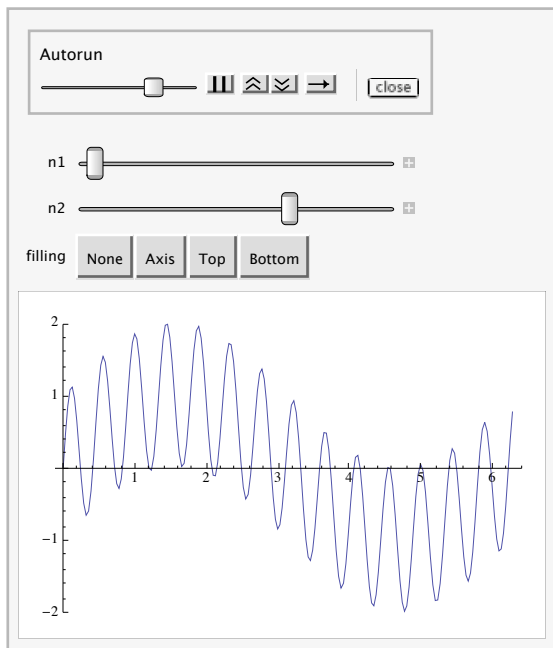 Autorun
close
n1
n2
filling None Axis Top Bottom
2
1
1 2 3 4 5 6
−1
−2